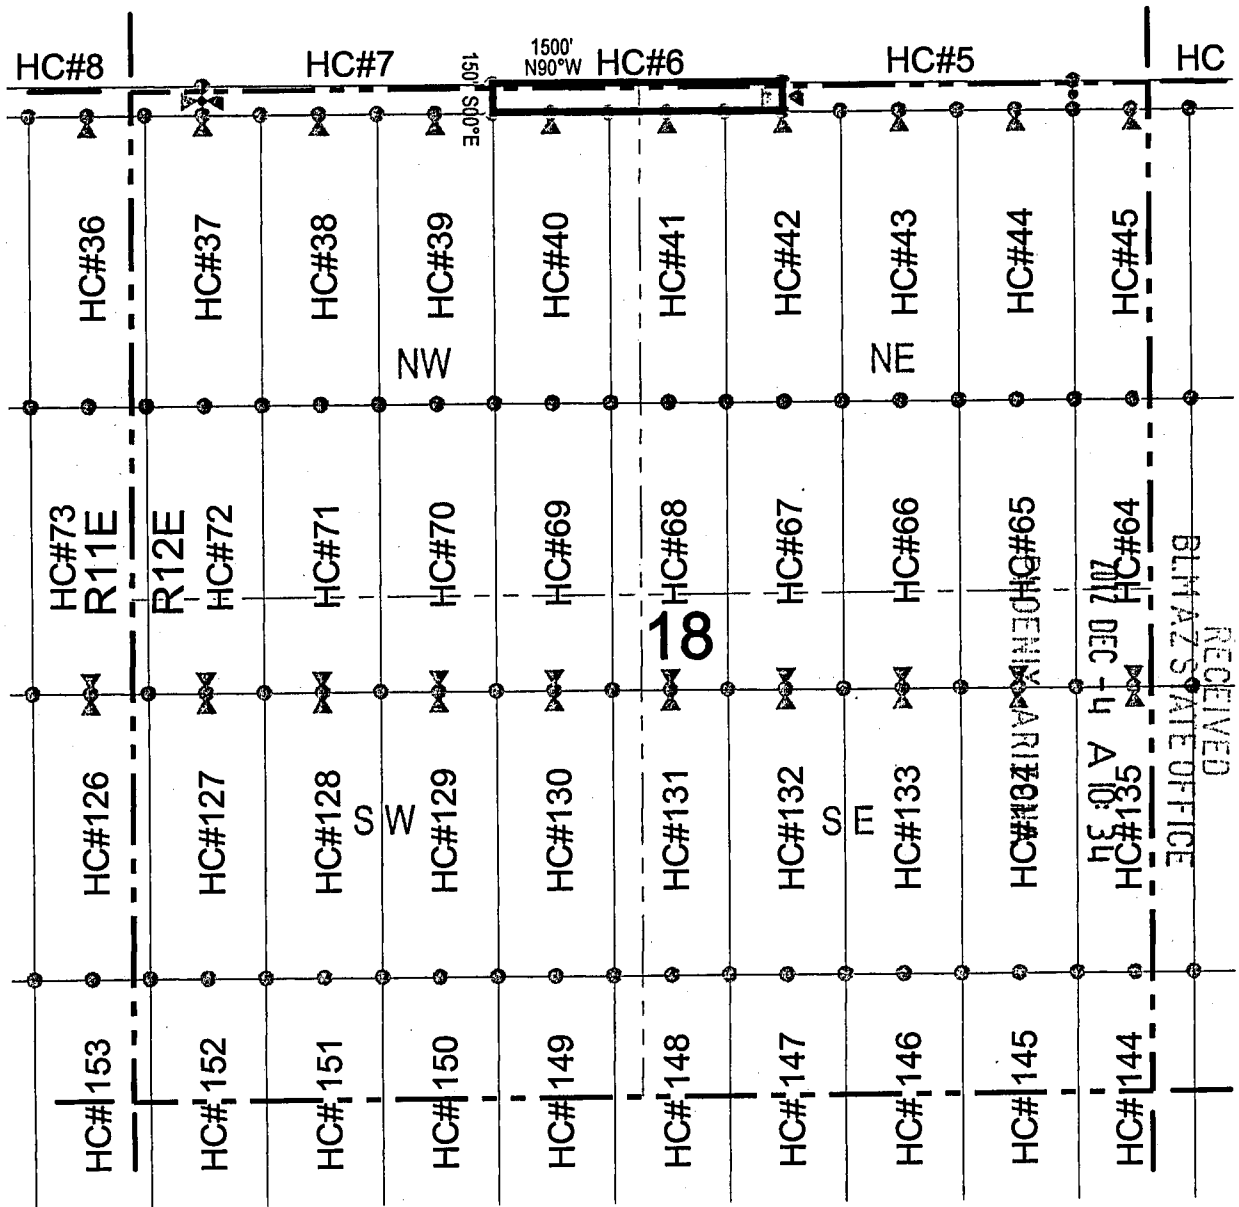 HC#8
HC#7
1500'
N90°W
HC#6
HC#5
HC
150'
S00°E
HC#36
HC#37
HC#38
HC#39
HC#40
HC#41
HC#42
HC#43
HC#44
HC#45
NW
NE
HC#73
R11E
R12E
HC#72
HC#71
HC#70
HC#69
HC#68
HC#67
HC#66
HC#65
HC#64
18
RECEIVED
BLM AZ STATE OFFICE
2012 DEC -4 A 10: 34
PHOENIX, ARIZONA
HC#126
HC#127
HC#128
SW
HC#129
HC#130
HC#131
HC#132
SE
HC#133
HC#134
HC#135
HC# 153
HC# 152
HC# 151
HC# 150
HC# 149
HC# 148
HC# 147
HC# 146
HC# 145
HC# 144